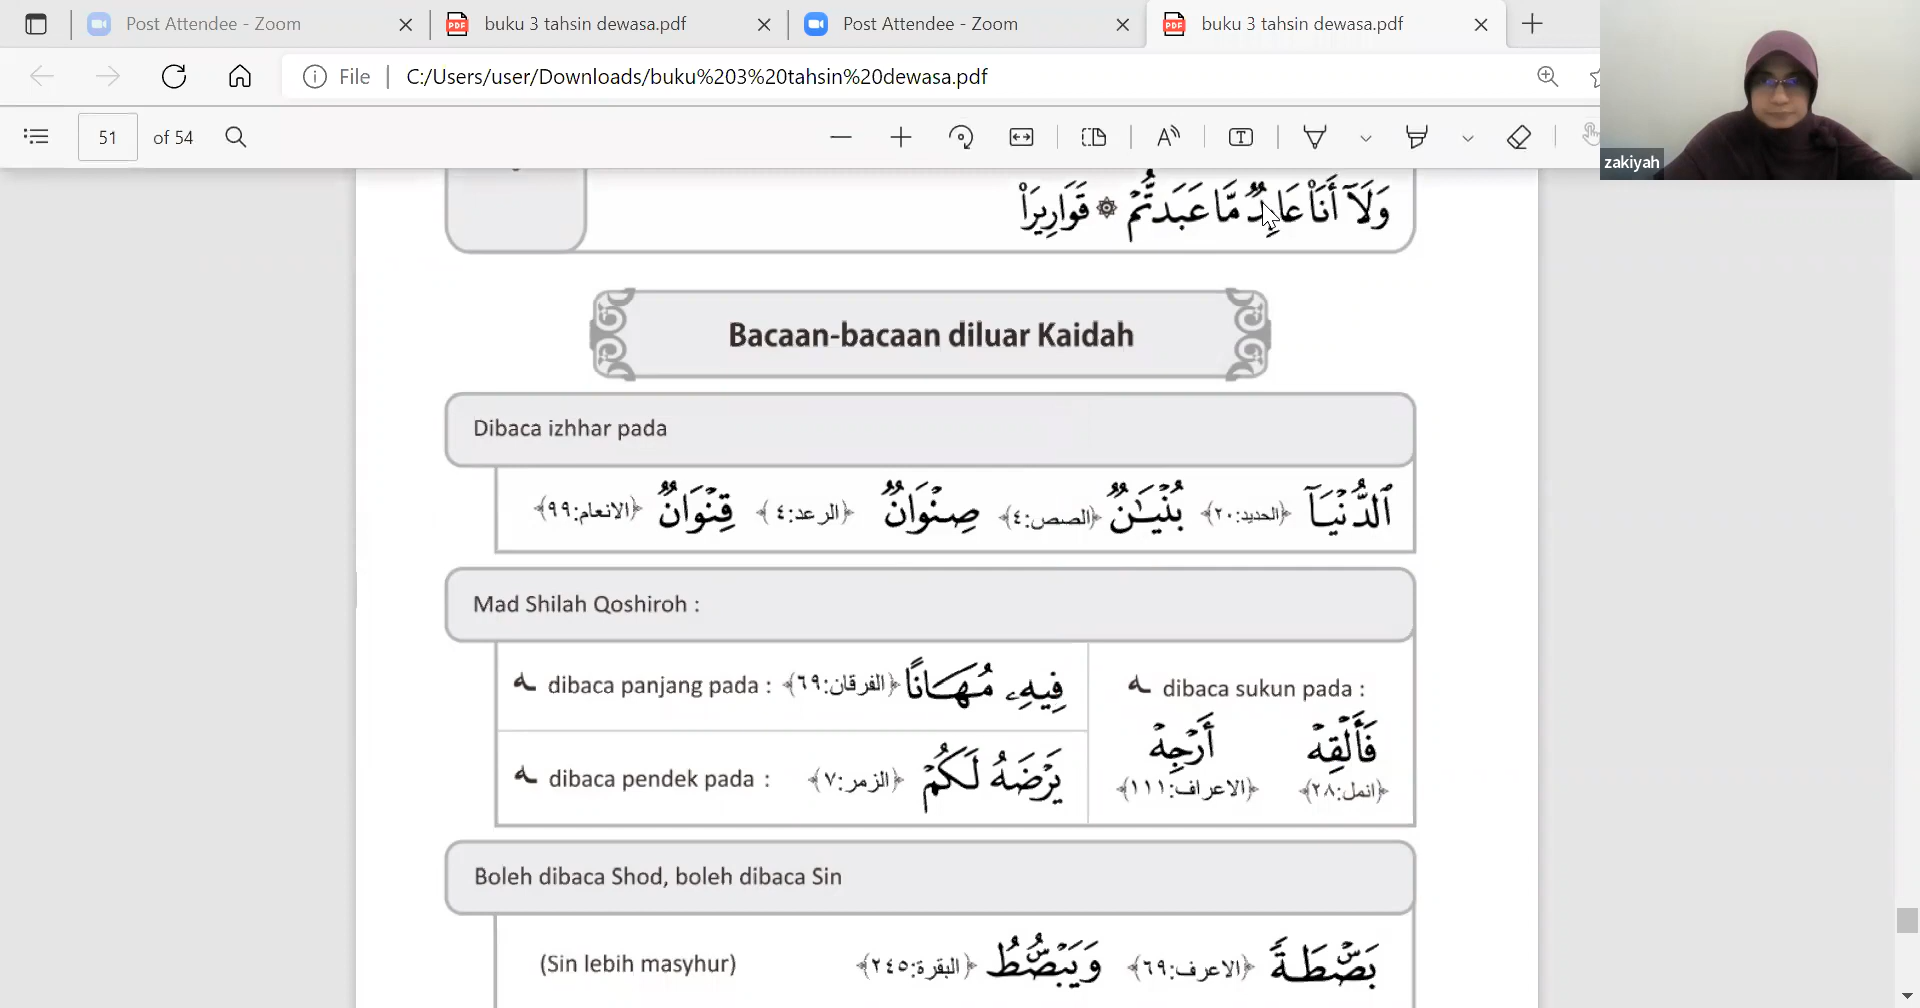 Post Attendee - Zoom
buku 3 tahsin dewasa.pdf
Post Attendee - Zoom
buku 3 tahsin dewasa.pdf
File
C:/Users/user/Downloads/buku%203%20tahsin%20dewasa.pdf
51 of 54
zakiyah
وَلَآ أَنَا۠ عَابِدٌ مَّا عَبَدتُّمْ ۞ قَوَارِيرَا۠
Bacaan-bacaan diluar Kaidah
Dibaca izhhar pada
ٱلدُّنْيَآ ﴿الحديد:٢٠﴾ بُنْيَـٰنٌ ﴿الصص:٤﴾ صِنْوَانٌ ﴿الرعد:٤﴾ قِنْوَانٌ ﴿الانعام:٩٩﴾
Mad Shilah Qoshiroh :
ـه dibaca panjang pada : فِيهِۦ مُهَانًا ﴿الفرقان:٦٩﴾
ـه dibaca pendek pada : يَرْضَهُ لَكُمْ ﴿الزمر:٧﴾
ـه dibaca sukun pada :
فَأَلْقِهْ أَرْجِهْ
﴿انمل:٢٨﴾ ﴿الاعراف:١١١﴾
Boleh dibaca Shod, boleh dibaca Sin
بَصْۜطَةً ﴿الاعرف:٦٩﴾ وَيَبْصُۜطُ ﴿البقرة:٢٤٥﴾ (Sin lebih masyhur)